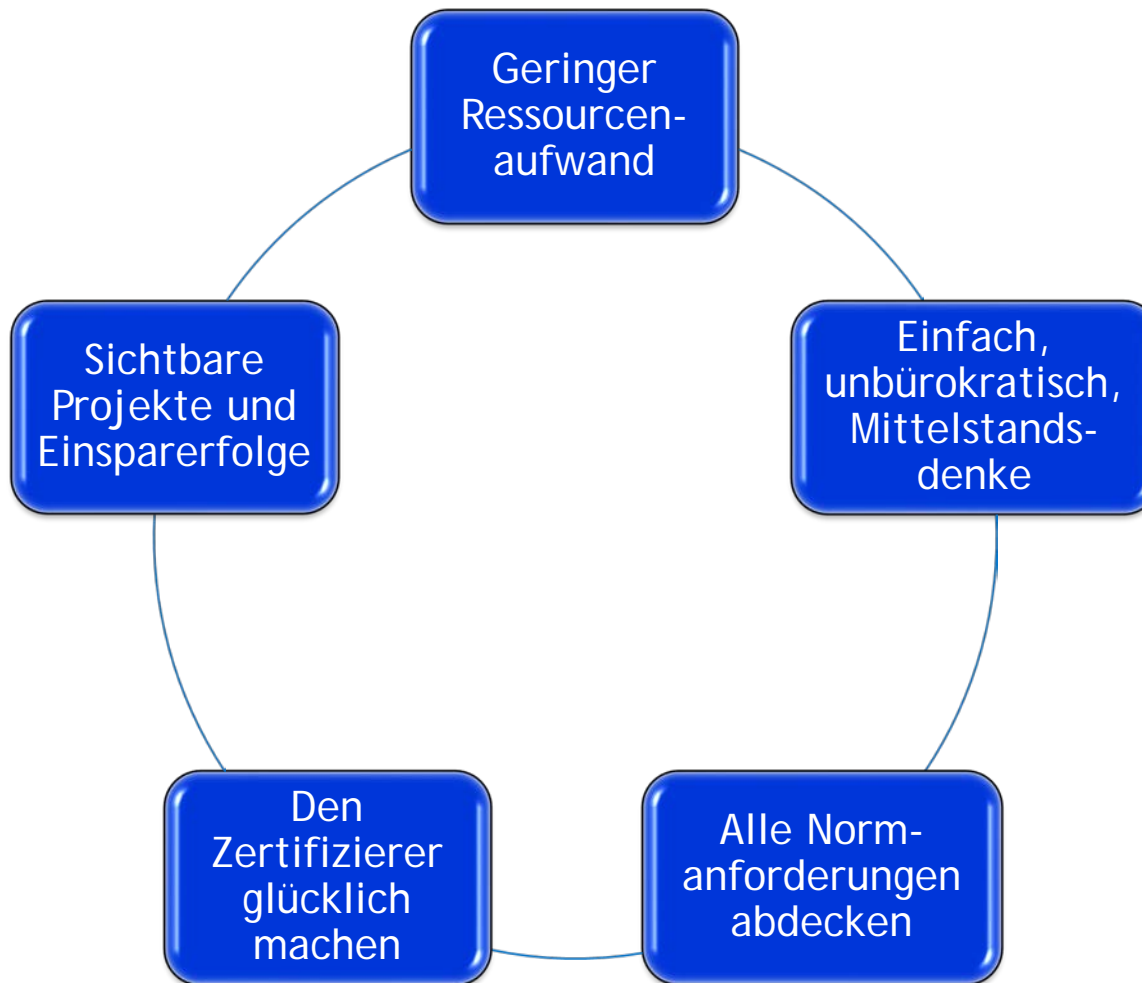 Geringer
Ressourcen-
aufwand
Einfach,
unbürokratisch,
Mittelstands-
denke
Alle Norm-
anforderungen
abdecken
Den
Zertifizierer
glücklich
machen
Sichtbare
Projekte und
Einsparerfolge